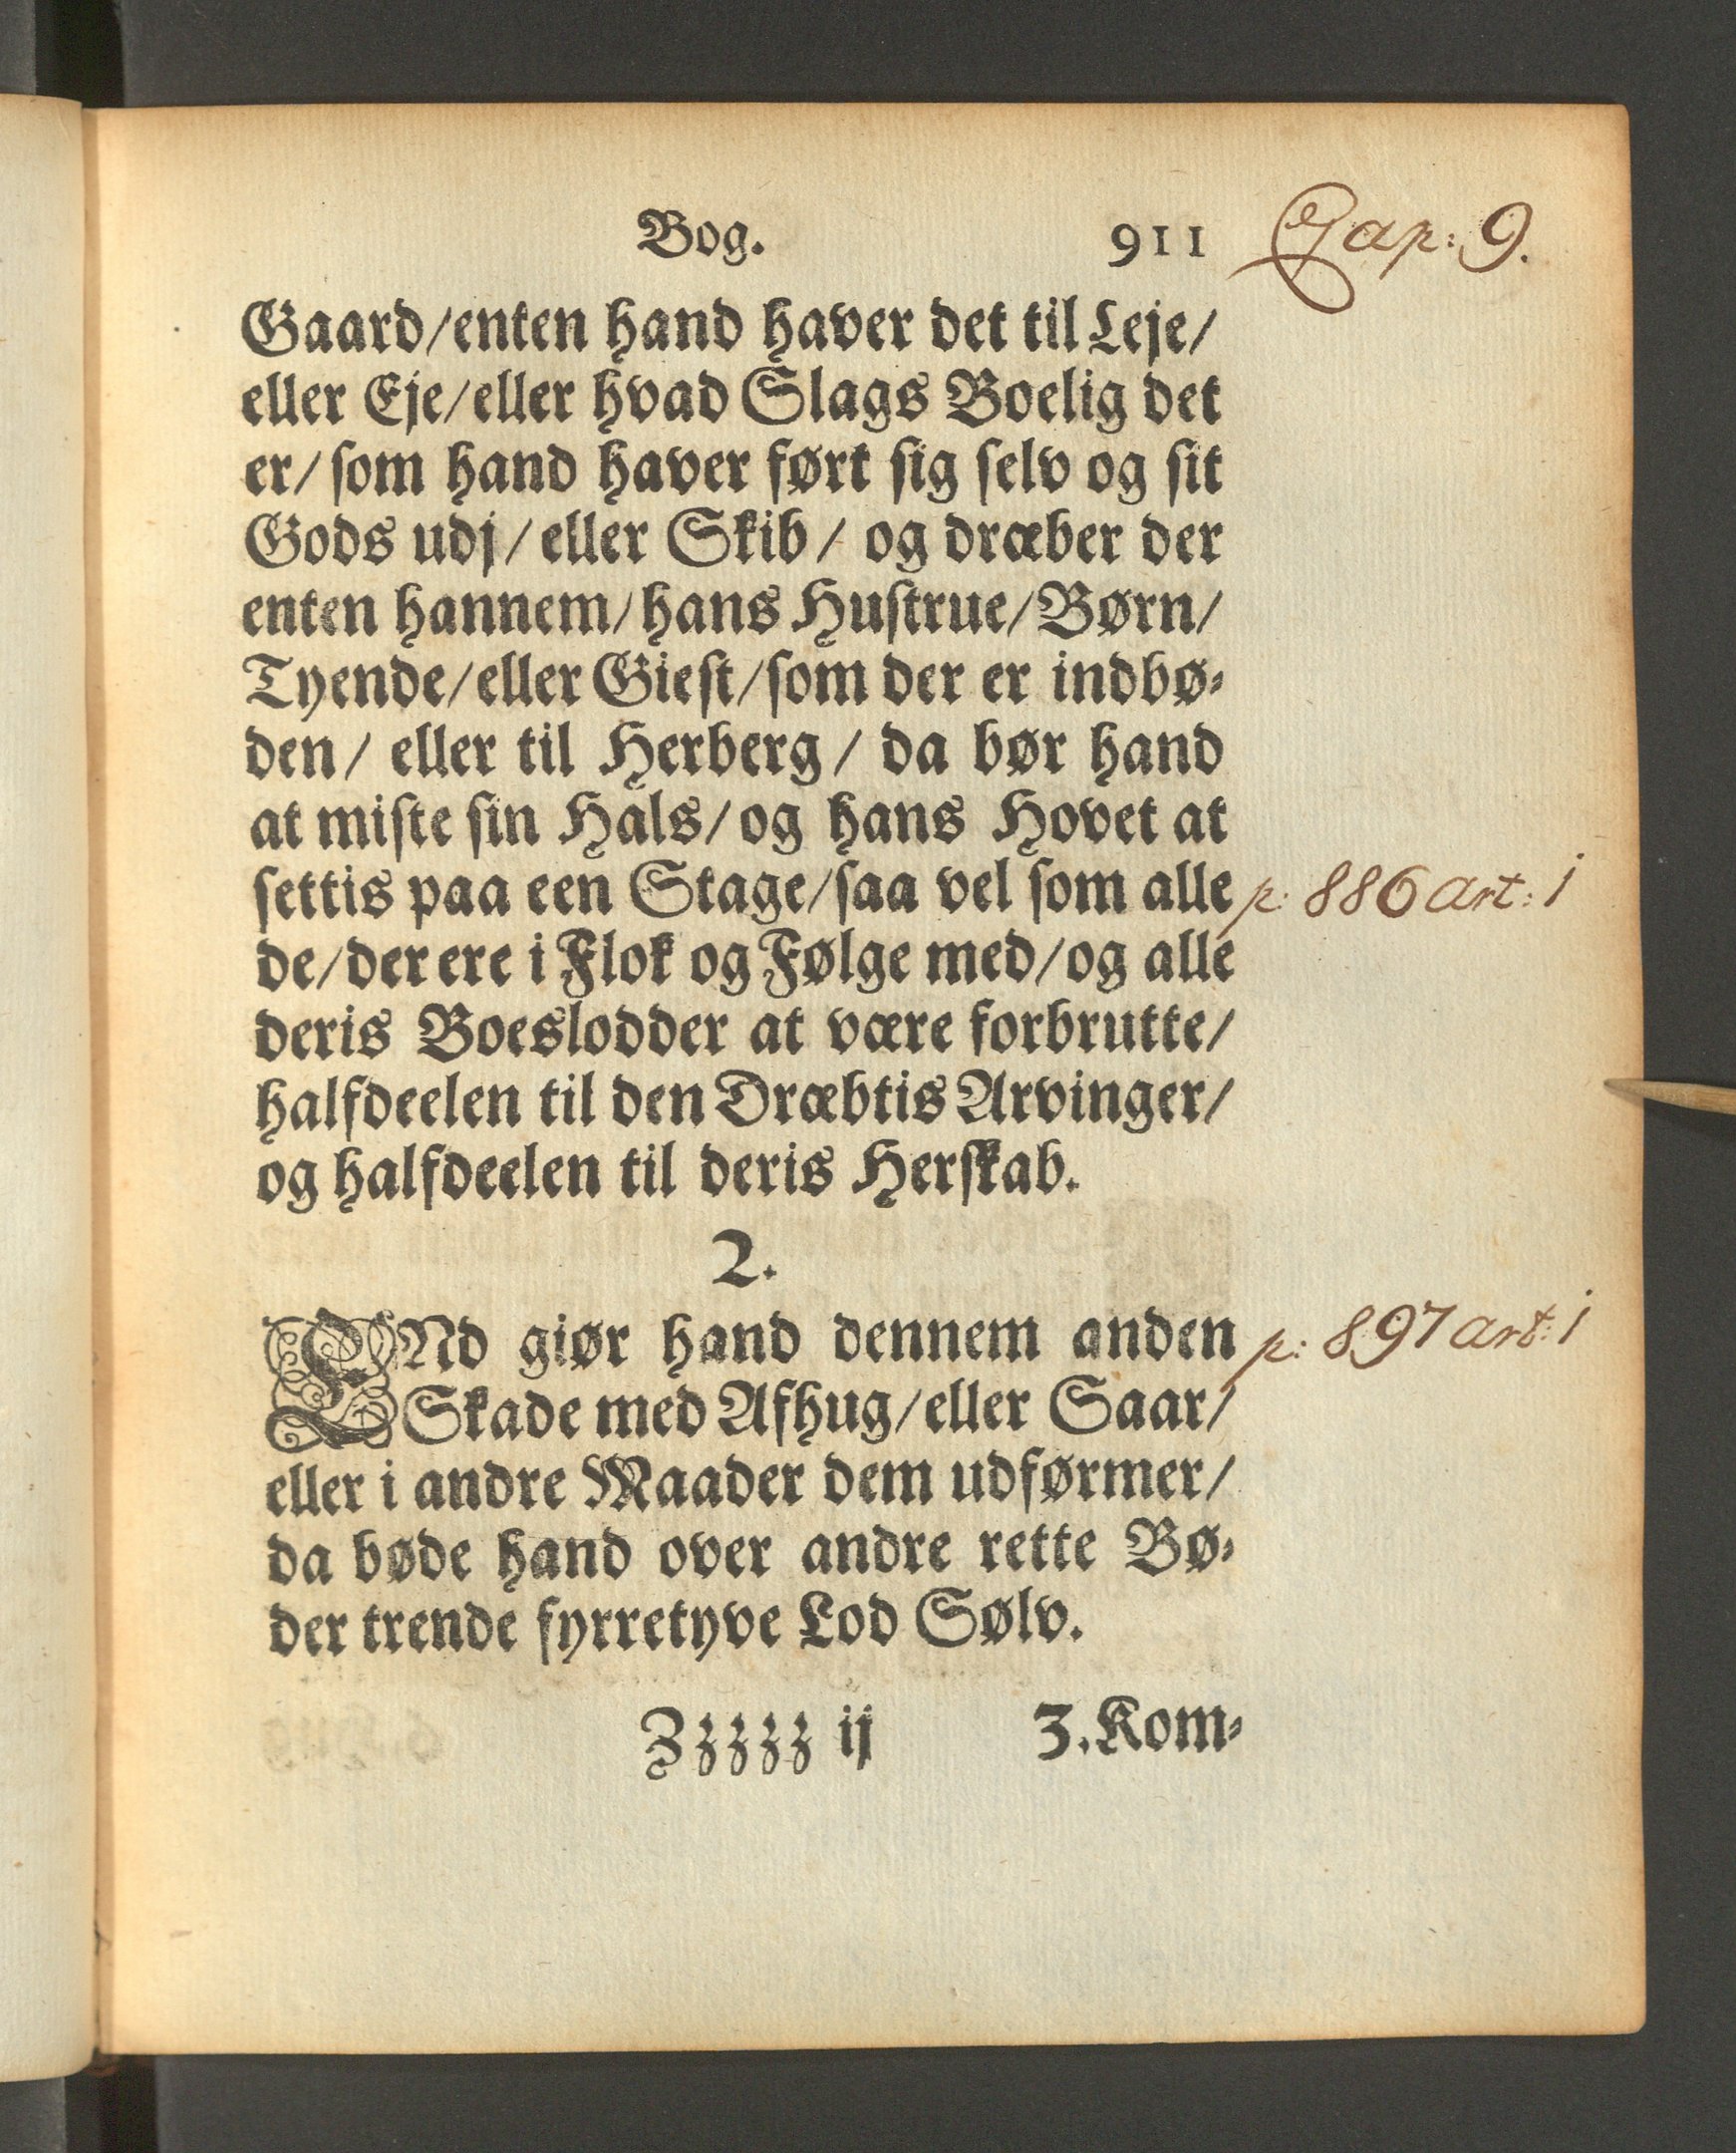 Bog. 911 Cap: 9.
Gaard/enten hand haver det til Leje/
eller Eje/eller hvad Slags Boelig det
er/som hand haver ført sig selv og sit
Gods udj/eller Skib/ og dræber der
enten hannem/hans Hustrue/Børn/
Tyende/eller Giest/som der er indbø-
den/ eller til Herberg/ da bør hand
at miste sin Hals/og hans Hovet at
settis paa een Stage/saa vel som alle p: 886 art: 1
de/der ere i Flok og Følge med/og alle
deris Boeslodder at være forbrutte/
halfdeelen til den Dræbtis Arvinger/
og halfdeelen til deris Herskab.
2.
ENd giør hand dennem anden p: 897 art: 1
Skade med Afhug/eller Saar/
eller i andre Maader dem udførmer/
da bøde hand over andre rette Bø-
der trende fyrretyve Lod Sølv.
Zzzzz ij 3. Kom-